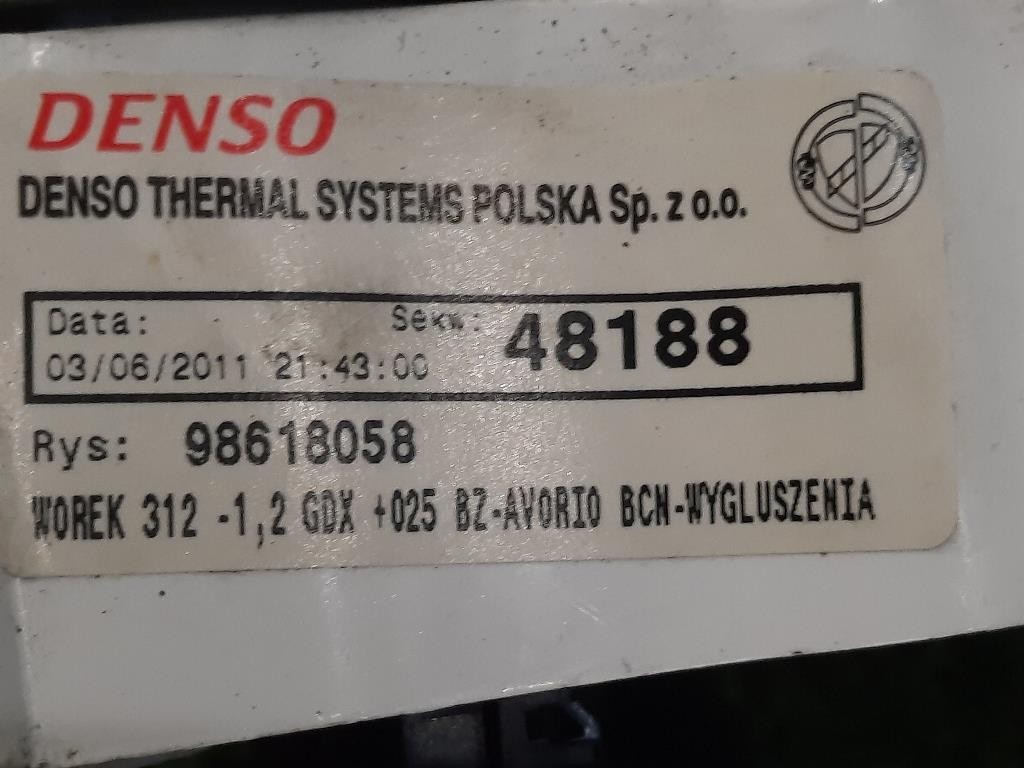 DENSO
DENSO THERMAL SYSTEMS POLSKA Sp. z o.o.
Data: Sekw.: 48188
03/06/2011 21:43:00
Rys: 98618058
WOREK 312 -1,2 GDX +025 BZ-AVORIO BCN-WYGLUSZENIA